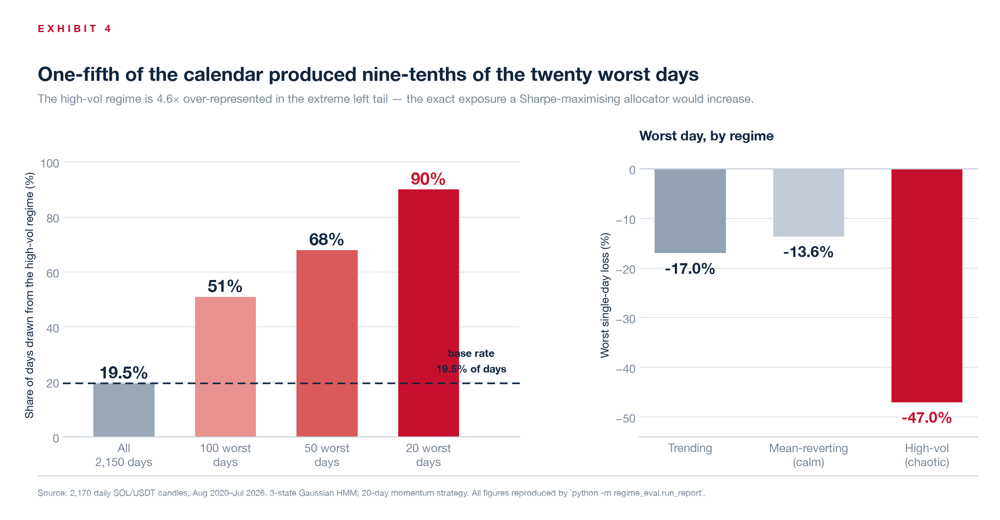 EXHIBIT 4
One-fifth of the calendar produced nine-tenths of the twenty worst days
The high-vol regime is 4.6× over-represented in the extreme left tail — the exact exposure a Sharpe-maximising allocator would increase.
Share of days drawn from the high-vol regime (%)
100
80
60
40
20
0
19.5%
51%
68%
90%
base rate
19.5% of days
All
2,150 days
100 worst
days
50 worst
days
20 worst
days
Worst day, by regime
Worst single-day loss (%)
0
−10
−20
−30
−40
−50
-17.0%
-13.6%
-47.0%
Trending
Mean-reverting
(calm)
High-vol
(chaotic)
Source: 2,170 daily SOL/USDT candles, Aug 2020–Jul 2026. 3-state Gaussian HMM; 20-day momentum strategy. All figures reproduced by `python -m regime_eval.run_report`.